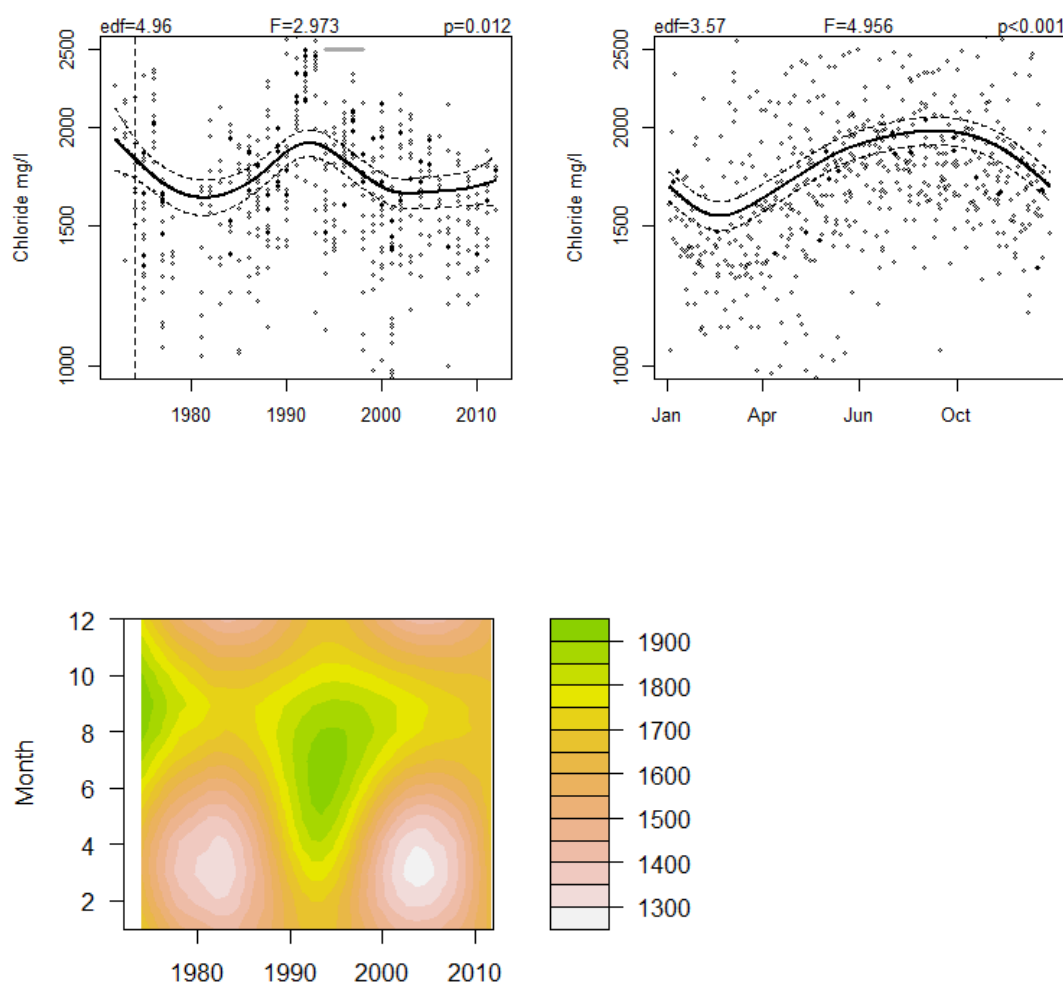 edf=4.96 F=2.973 p=0.012
Chloride mg/l
2500
2000
1500
1000
1980 1990 2000 2010
edf=3.57 F=4.956 p<0.001
Chloride mg/l
2500
2000
1500
1000
Jan Apr Jun Oct
Month
12
10
8
6
4
2
1980 1990 2000 2010
1900
1800
1700
1600
1500
1400
1300